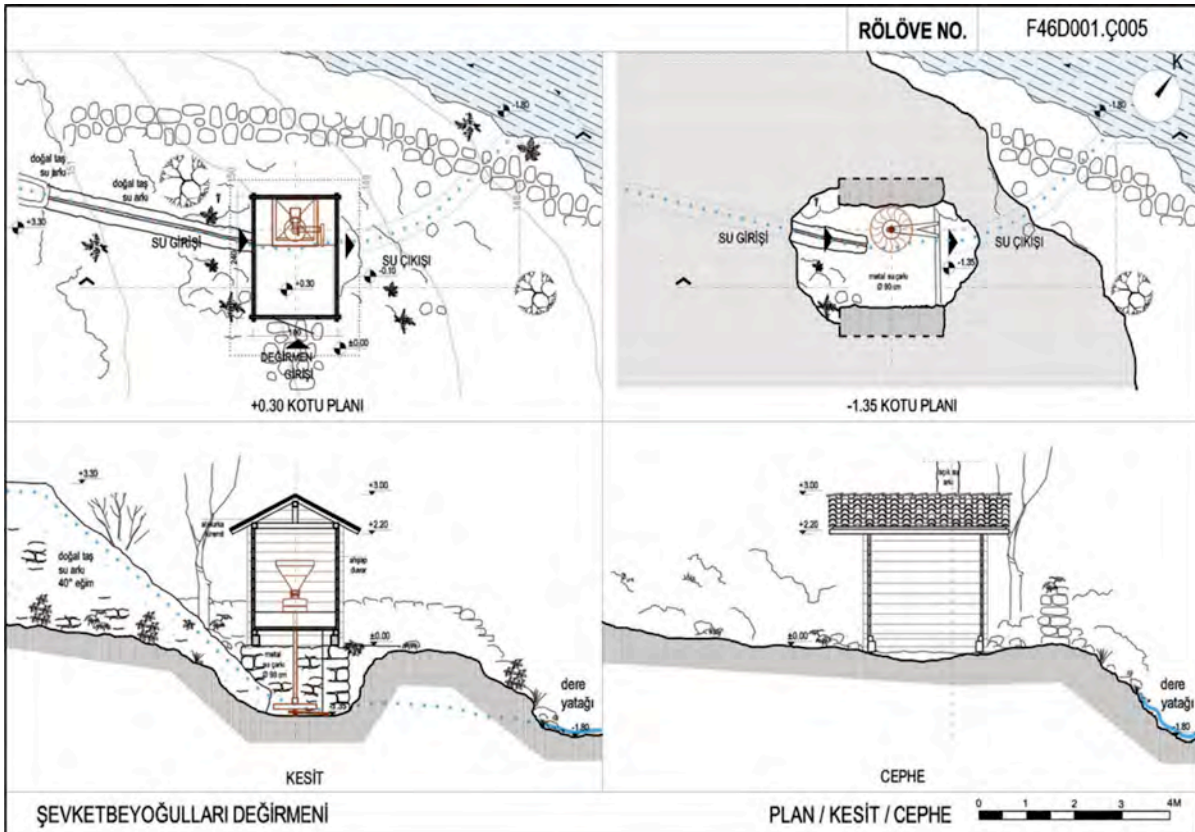 RÖLÖVE NO.
F46D001.Ç005
-1.80
doğal taş
su arkı
doğal taş
su arkı
+3.30
SU GİRİŞİ
SU ÇIKIŞI
-0.10
+0.30
±0.00
DEĞİRMEN
GİRİŞİ
+0.30 KOTU PLANI
K
-1.80
SU GİRİŞİ
SU ÇIKIŞI
-1.35
metal su çarkı
Ø 90 cm
-1.35 KOTU PLANI
+3.30
+3.00
+2.20
doğal taş
su arkı
40° eğim
ahşap
duvar
±0.00
metal
su çarkı
Ø 90 cm
-1.35
dere
yatağı
-1.80
KESİT
açık su
arkı
+3.00
+2.20
±0.00
dere
yatağı
-1.80
CEPHE
ŞEVKETBEYOĞULLARI DEĞİRMENİ
PLAN / KESİT / CEPHE
0 1 2 3 4M